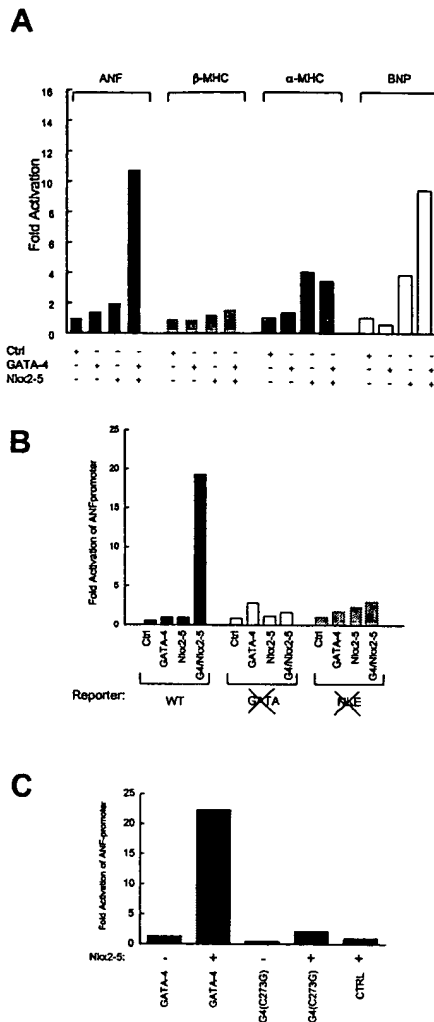 A
ANF β-MHC α-MHC BNP
Fold Activation
16
14
12
10
8
6
4
2
0
Ctrl + - - - + - - - + - - - + - - -
GATA-4 - + - + - + - + - + - + - + - +
Nkx2-5 - - + + - - + + - - + + - - + +
B
Fold Activation of ANFpromoter
25
20
15
10
5
0
Ctrl GATA-4 Nkx2-5 G4/Nkx2-5 Ctrl GATA-4 Nkx2-5 G4/Nkx2-5 Ctrl GATA-4 Nkx2-5 G4/Nkx2-5
Reporter: WT GATA NKE
C
Fold Activation of ANF-promoter
25
20
15
10
5
0
Nkx2-5: - + - + +
GATA-4 GATA-4 G4(C273G) G4(C273G) CTRL